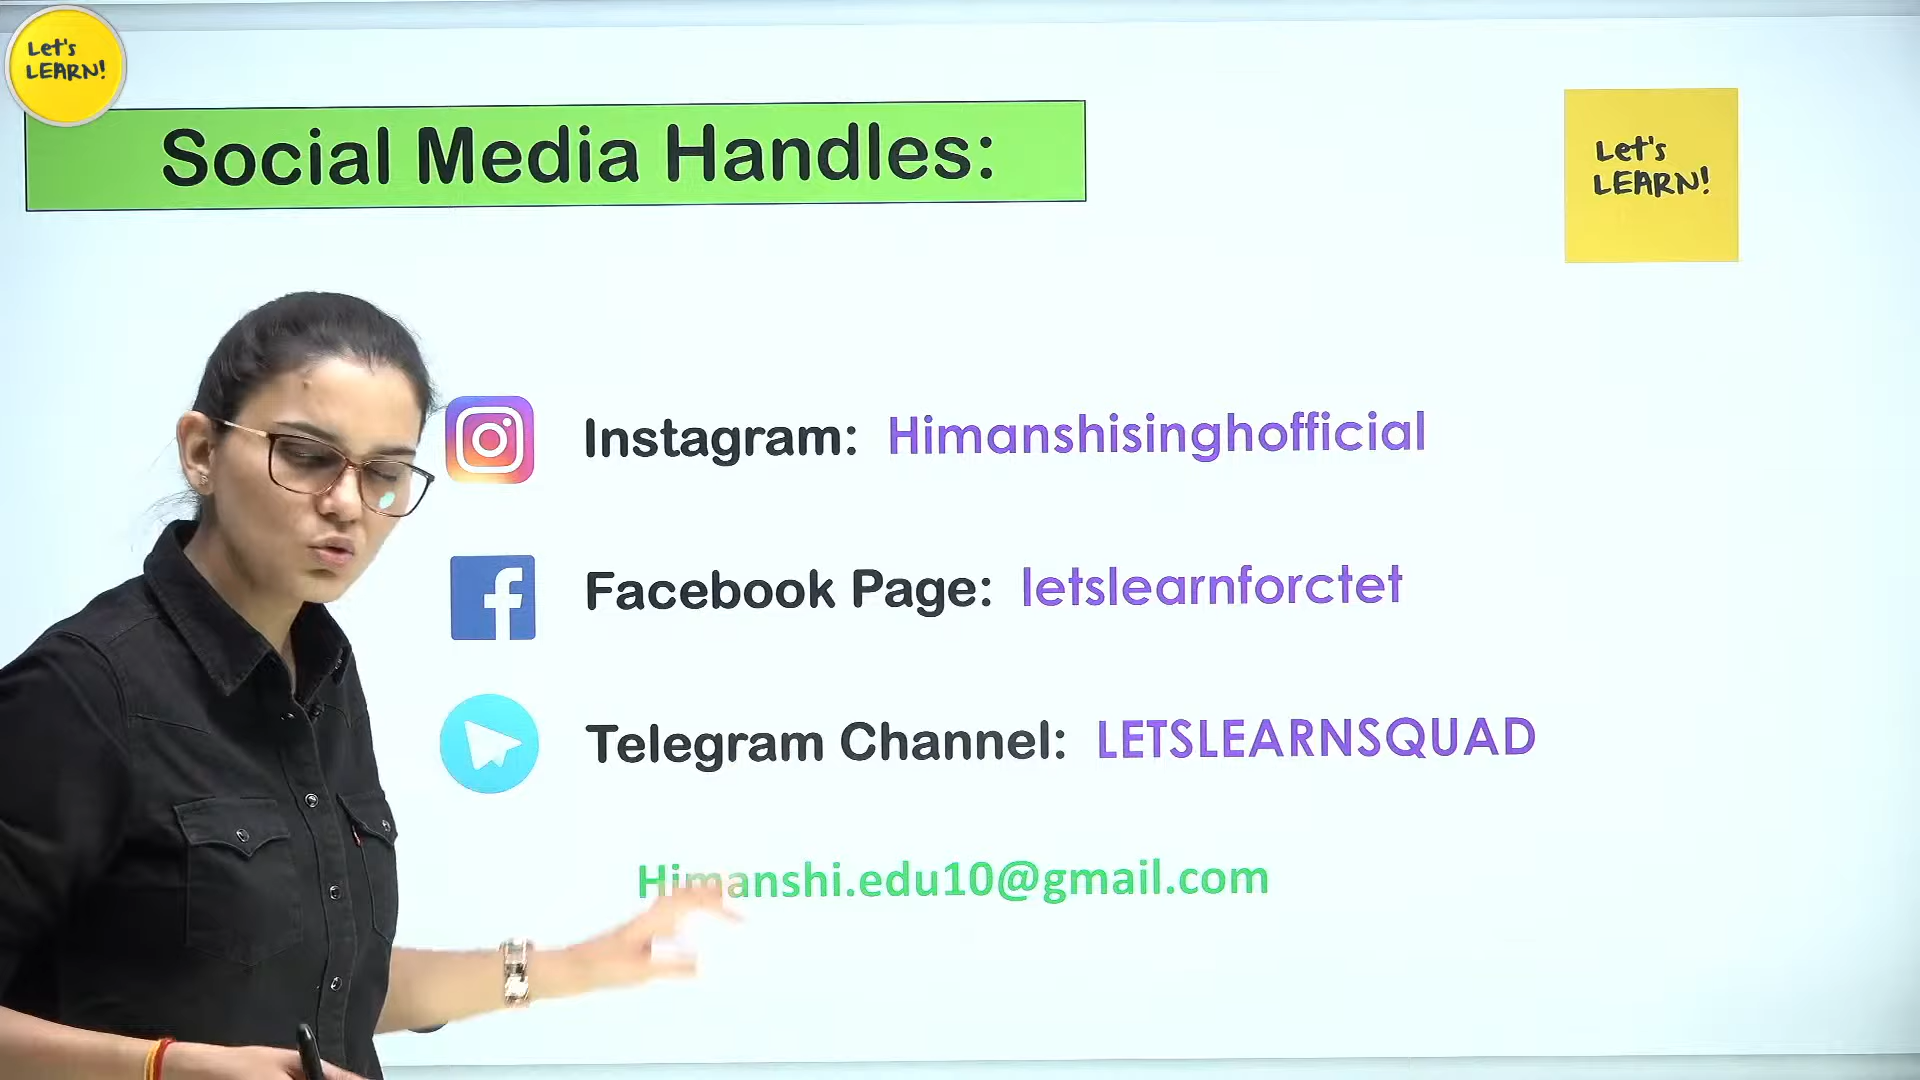 Let's
LEARN!
Social Media Handles:
Let's
LEARN!
Instagram: Himanshisinghofficial
Facebook Page: letslearnforctet
Telegram Channel: LETSLEARNSQUAD
Himanshi.edu10@gmail.com